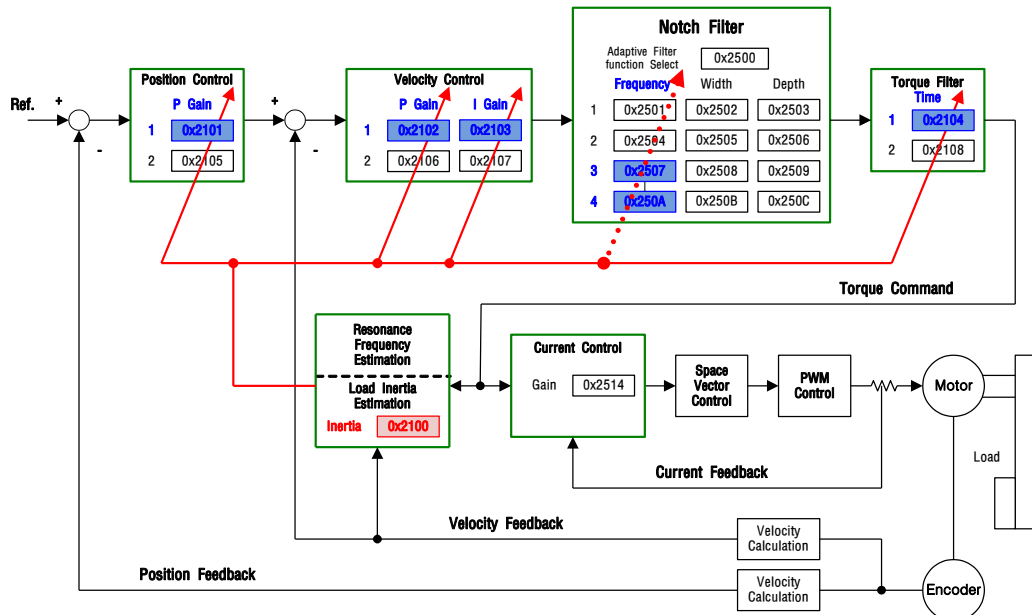 Notch Filter
Adaptive Filter
function Select
0x2500
Frequency Width Depth
1 0x2501 0x2502 0x2503
2 0x2504 0x2505 0x2506
3 0x2507 0x2508 0x2509
4 0x250A 0x250B 0x250C
Position Control
P Gain
1 0x2101
2 0x2105
Velocity Control
P Gain I Gain
1 0x2102 0x2103
2 0x2106 0x2107
Torque Filter
Time
1 0x2104
2 0x2108
Ref.
+
-
+
-
Torque Command
Resonance
Frequency
Estimation
Load Inertia
Estimation
Inertia 0x2100
Current Control
Gain 0x2514
Space
Vector
Control
PWM
Control
Motor
Load
Current Feedback
Velocity Feedback
Velocity
Calculation
Position Feedback
Velocity
Calculation
Encoder